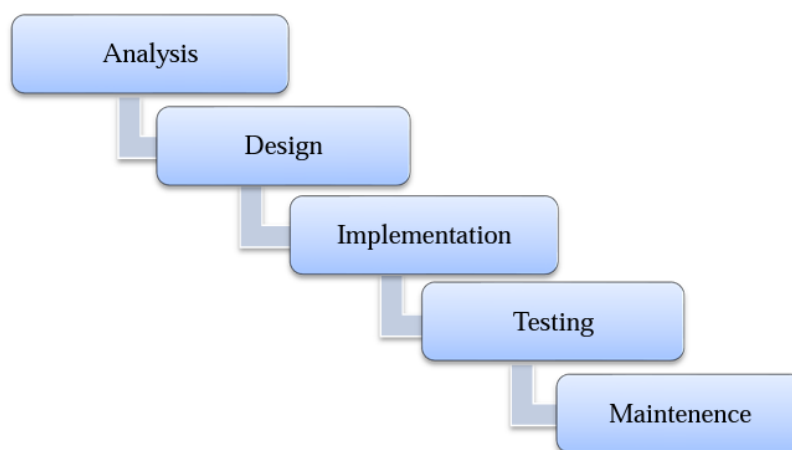 Analysis
Design
Implementation
Testing
Maintenence